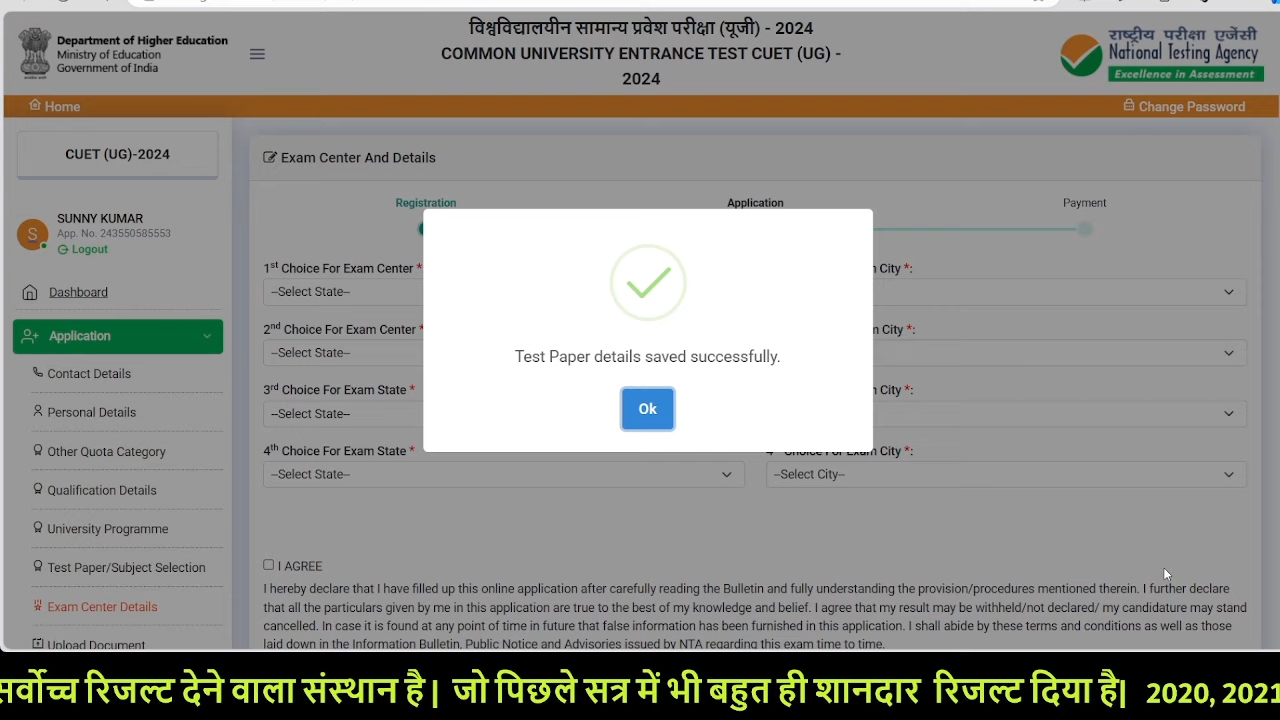 Department of Higher Education
Ministry of Education
Government of India
विश्वविद्यालयीन सामान्य प्रवेश परीक्षा (यूजी) - 2024
COMMON UNIVERSITY ENTRANCE TEST CUET (UG) -
2024
राष्ट्रीय परीक्षा एजेंसी
National Testing Agency
Excellence in Assessment
Home
Change Password
CUET (UG)-2024
S
SUNNY KUMAR
App. No. 243550585553
Logout
Dashboard
Application
Contact Details
Personal Details
Other Quota Category
Qualification Details
University Programme
Test Paper/Subject Selection
Exam Center Details
Upload Document
Exam Center And Details
Registration
Application
Payment
1st Choice For Exam Center *
City *:
--Select State--
2nd Choice For Exam Center *
City *:
--Select State--
3rd Choice For Exam State *
City *:
--Select State--
4th Choice For Exam State *
Choice For Exam City *:
--Select State--
--Select City--
Test Paper details saved successfully.
Ok
I AGREE
I hereby declare that I have filled up this online application after carefully reading the Bulletin and fully understanding the provision/procedures mentioned therein. I further declare
that all the particulars given by me in this application are true to the best of my knowledge and belief. I agree that my result may be withheld/not declared/ my candidature may stand
cancelled. In case it is found at any point of time in future that false information has been furnished in this application. I shall abide by these terms and conditions as well as those
laid down in the Information Bulletin, Public Notice and Advisories issued by NTA regarding this exam time to time.
सर्वोच्च रिजल्ट देने वाला संस्थान है | जो पिछले सत्र में भी बहुत ही शानदार रिजल्ट दिया है| 2020, 2021